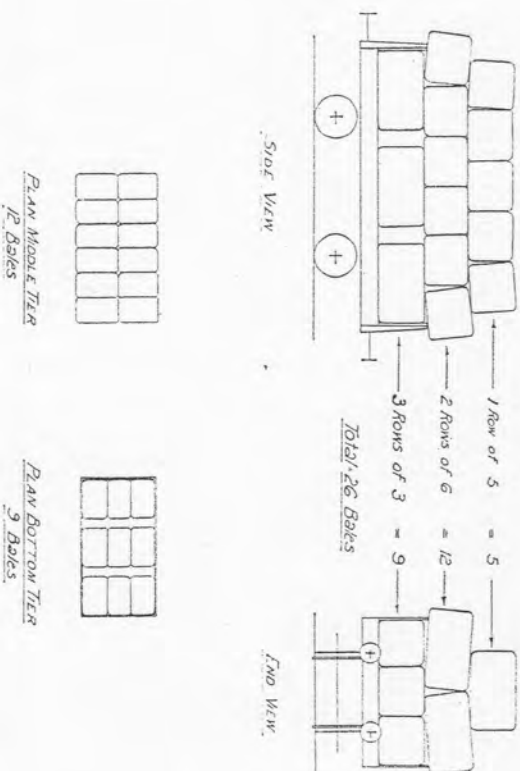 1 Row of 5 = 5
2 Rows of 6 = 12
3 Rows of 3 = 9
Total = 26 Bales
SIDE VIEW
END VIEW.
PLAN MIDDLE TIER
12 Bales
PLAN BOTTOM TIER
9 Bales.